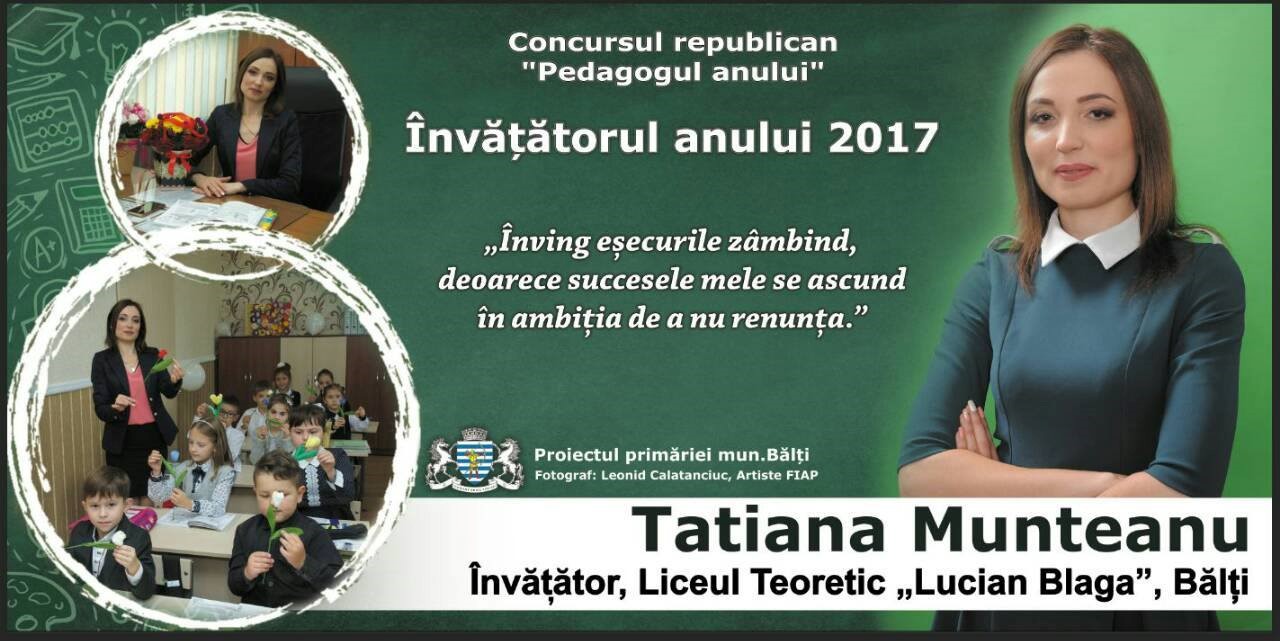 Concursul republican
"Pedagogul anului"
Învățătorul anului 2017
„Înving eșecurile zâmbind,
deoarece succesele mele se ascund
în ambiția de a nu renunța.”
Proiectul primăriei mun.Bălți
Fotograf: Leonid Calatanciuc, Artiste FIAP
Tatiana Munteanu
Învățător, Liceul Teoretic „Lucian Blaga”, Bălți
A+